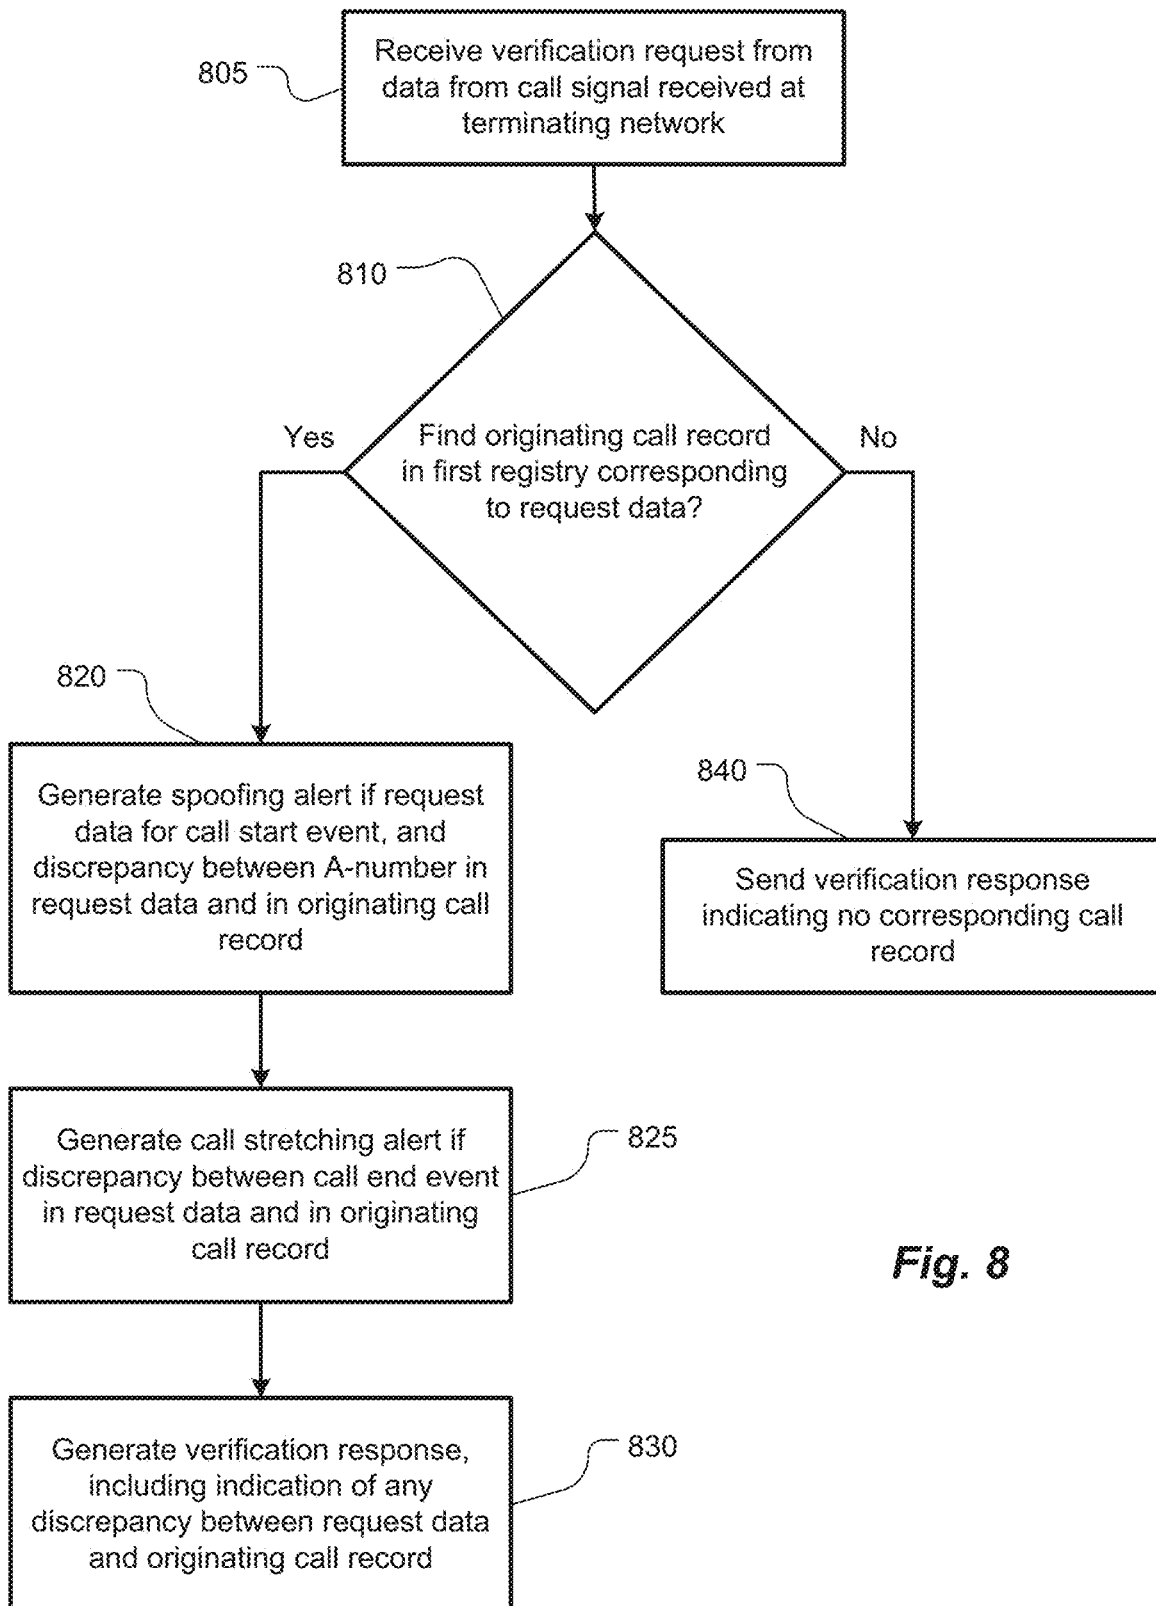 805
Receive verification request from
data from call signal received at
terminating network
810
Yes
Find originating call record
in first registry corresponding
to request data?
No
820
Generate spoofing alert if request
data for call start event, and
discrepancy between A-number in
request data and in originating call
record
840
Send verification response
indicating no corresponding call
record
825
Generate call stretching alert if
discrepancy between call end event
in request data and in originating
call record
Fig. 8
830
Generate verification response,
including indication of any
discrepancy between request data
and originating call record